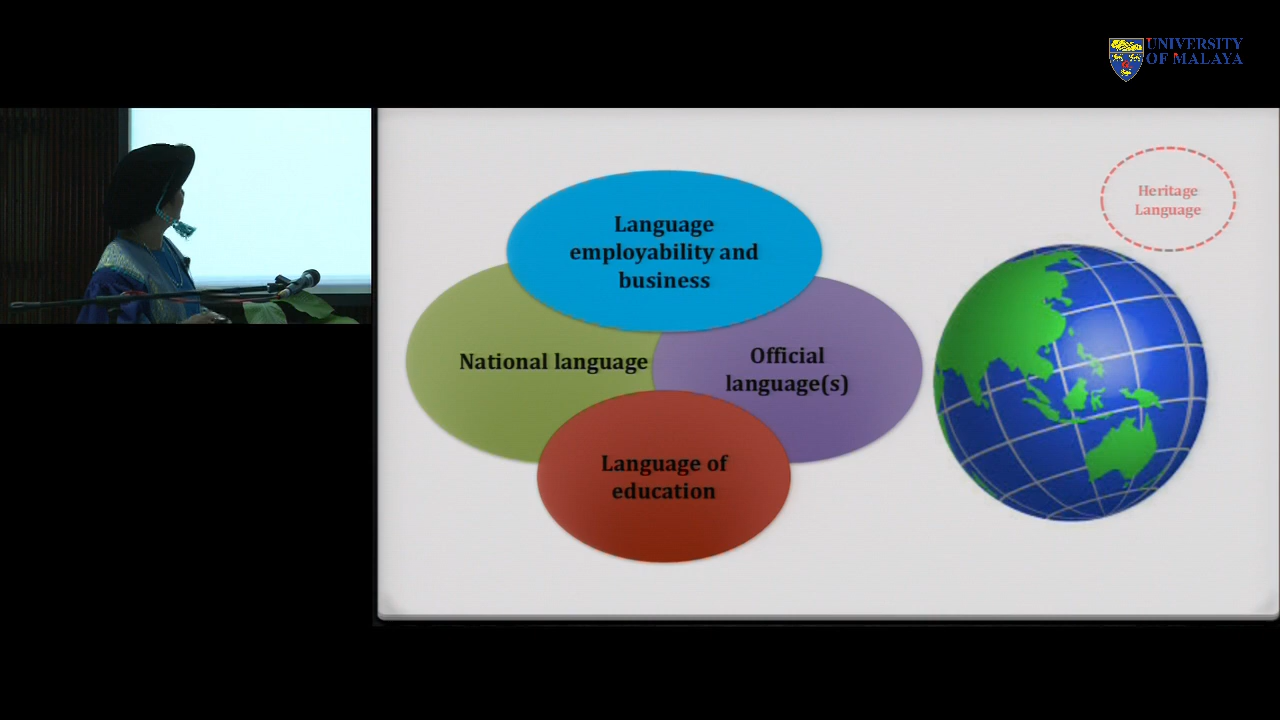 UNIVERSITY
OF MALAYA
Heritage
Language
Language
employability and
business
National language
Official
language(s)
Language of
education